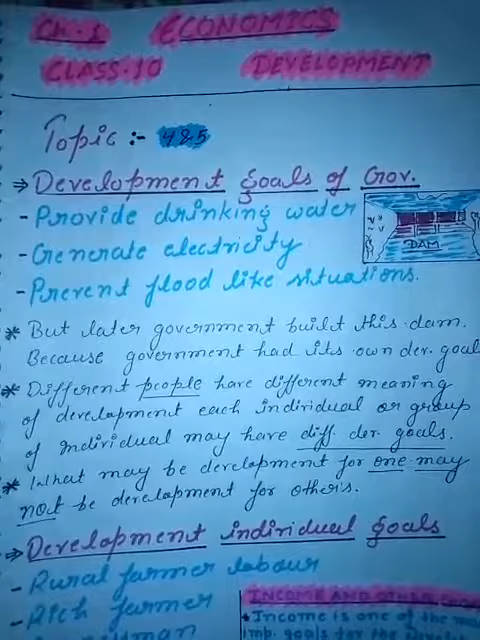 Ch.1 ECONOMICS
CLASS-10 DEVELOPMENT
Topic :- 4&5
⇒ Development goals of Gov.
- Provide drinking water
- Generate electricity
- Prevent flood like situations.
DAM
* But later government built this dam.
Because government had its own dev. goal
* Different people have different meaning
of development each individual or group
of individual may have diff. dev. goals.
* What may be development for one may
not be development for others.
⇒ Development individual goals
- Rural farmer labour
- Rich farmer
INCOME AND OTHER
* Income is one of the
imp. goals for the